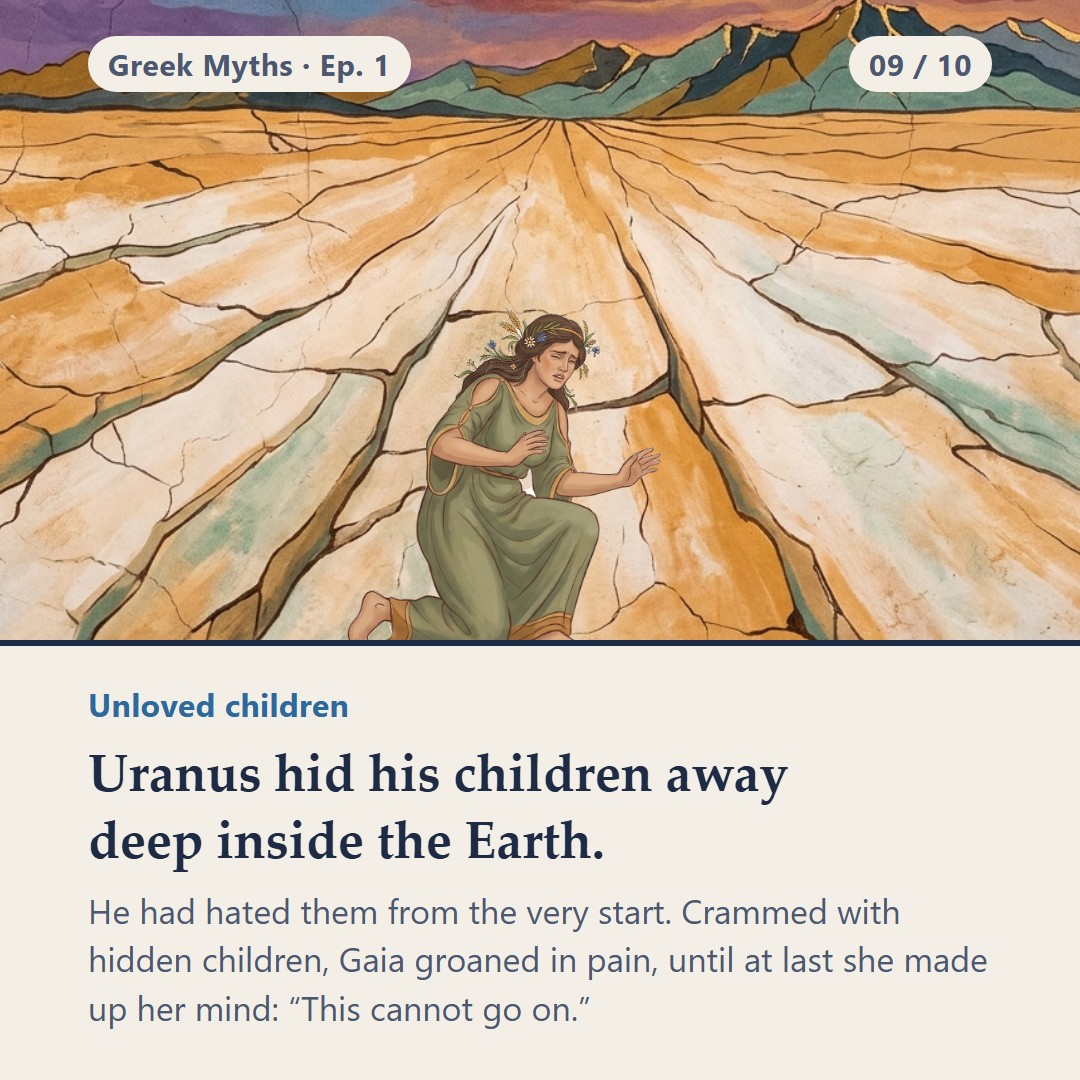 Greek Myths · Ep. 1
09 / 10
Unloved children
Uranus hid his children away
deep inside the Earth.
He had hated them from the very start. Crammed with
hidden children, Gaia groaned in pain, until at last she made
up her mind: “This cannot go on.”